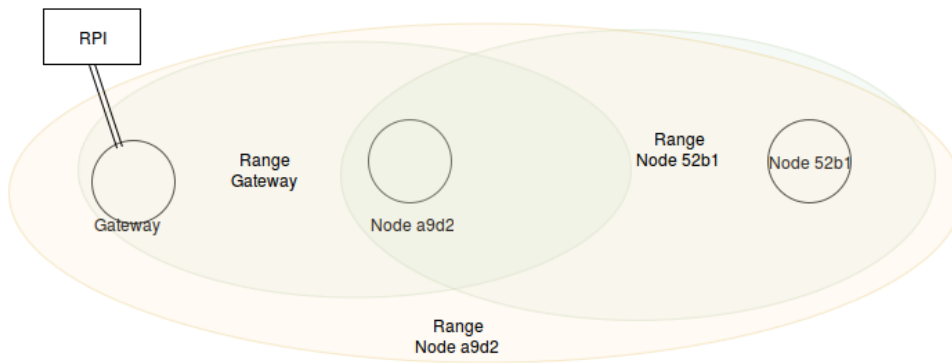 RPI
Range
Gateway
Range
Node 52b1
Node 52b1
Gateway
Node a9d2
Range
Node a9d2